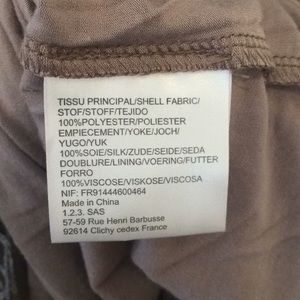 TISSU PRINCIPAL/SHELL FABRIC/
STOF/STOFF/TEJIDO
100%POLYESTER/POLIESTER
EMPIECEMENT/YOKE/JOCH/
YUGO/YUK
100%SOIE/SILK/ZUDE/SEIDE/SEDA
DOUBLURE/LINING/VOERING/FUTTER
FORRO
100%VISCOSE/VISKOSE/VISCOSA
NIF: FR91444600464
Made in China
1.2.3. SAS
57-59 Rue Henri Barbusse
92614 Clichy cedex France